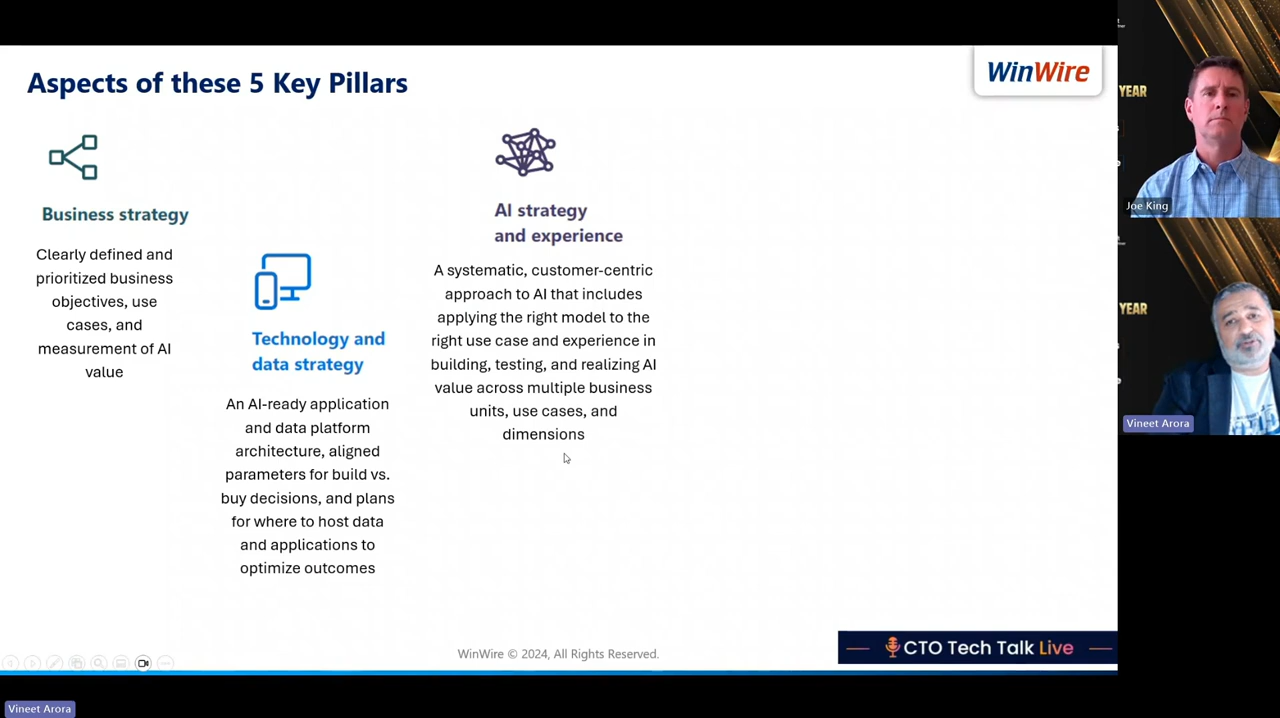 Aspects of these 5 Key Pillars
WinWire
Business strategy
Clearly defined and
prioritized business
objectives, use
cases, and
measurement of AI
value
Technology and
data strategy
An AI-ready application
and data platform
architecture, aligned
parameters for build vs.
buy decisions, and plans
for where to host data
and applications to
optimize outcomes
AI strategy
and experience
A systematic, customer-centric
approach to AI that includes
applying the right model to the
right use case and experience in
building, testing, and realizing AI
value across multiple business
units, use cases, and
dimensions
WinWire © 2024, All Rights Reserved.
CTO Tech Talk Live
YEAR
Joe King
YEAR
Vineet Arora
Vineet Arora